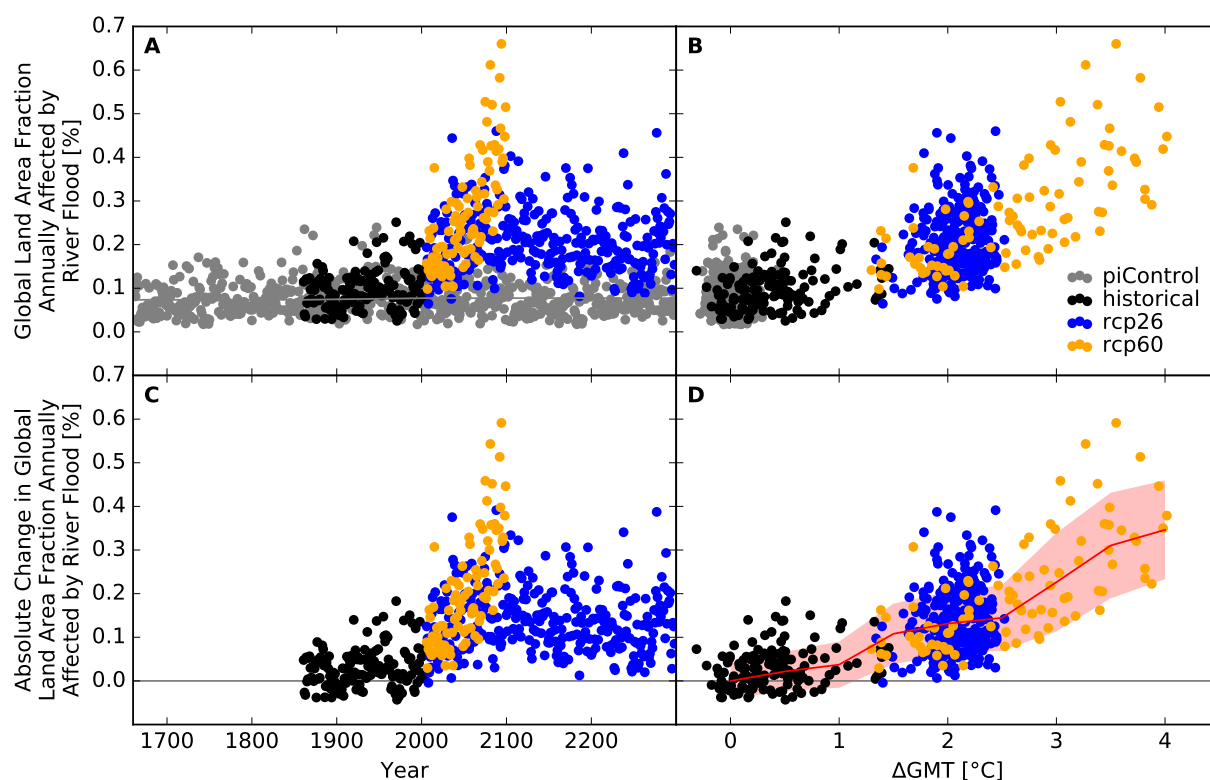 Global Land Area Fraction
Annually Affected by
River Flood [%]
0.7
0.6
0.5
0.4
0.3
0.2
0.1
0.0
A
B
piControl
historical
rcp26
rcp60
Absolute Change in Global
Land Area Fraction Annually
Affected by River Flood [%]
0.7
0.6
0.5
0.4
0.3
0.2
0.1
0.0
C
D
1700 1800 1900 2000 2100 2200
0 1 2 3 4
Year
ΔGMT [°C]